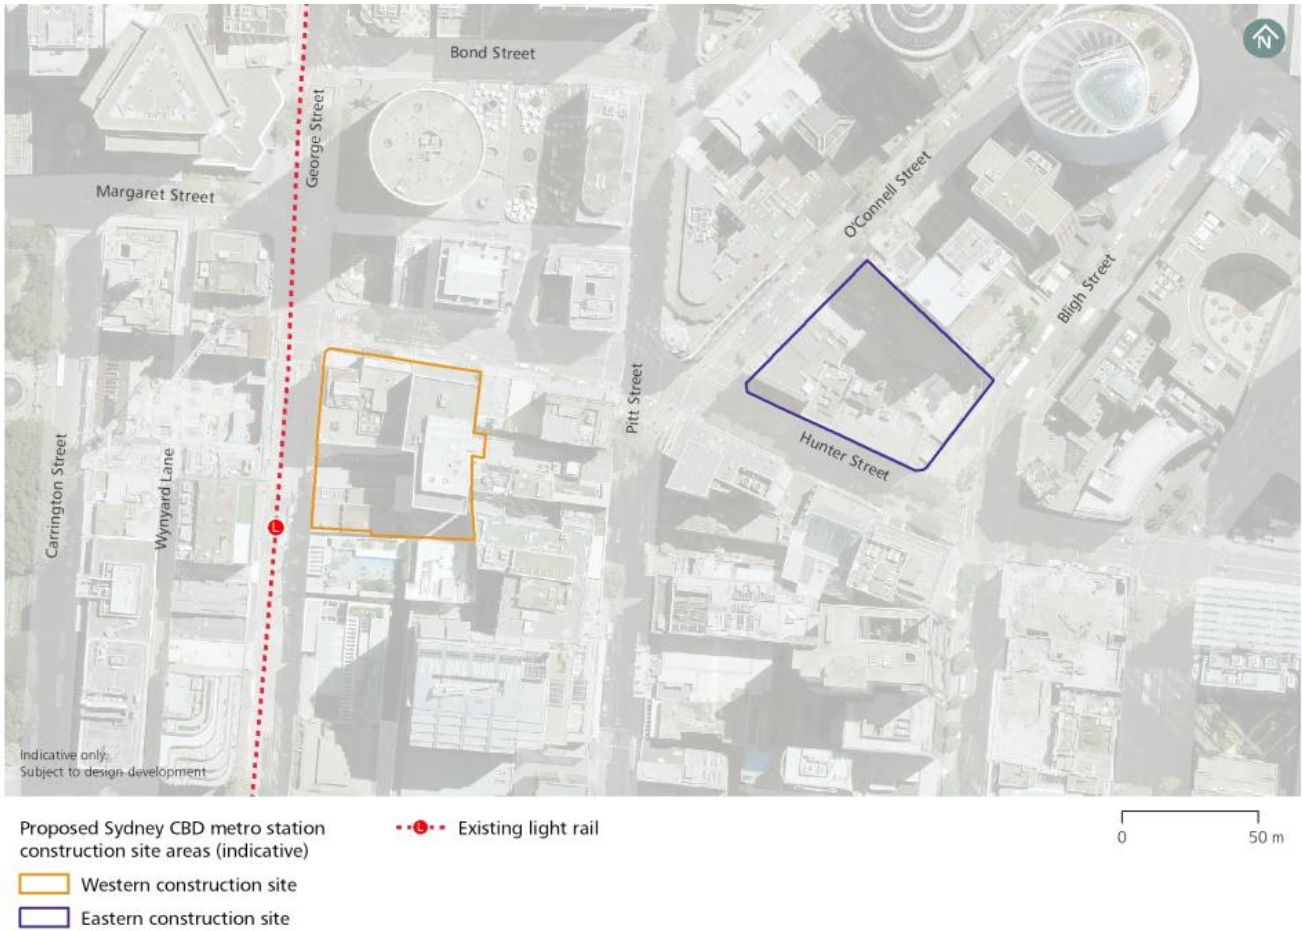 N
Bond Street
George Street
Margaret Street
O'Connell Street
Bligh Street
Pitt Street
Hunter Street
Carrington Street
Wynyard Lane
L
Indicative only:
Subject to design development
Proposed Sydney CBD metro station
construction site areas (indicative)
L
Existing light rail
0
50 m
Western construction site
Eastern construction site